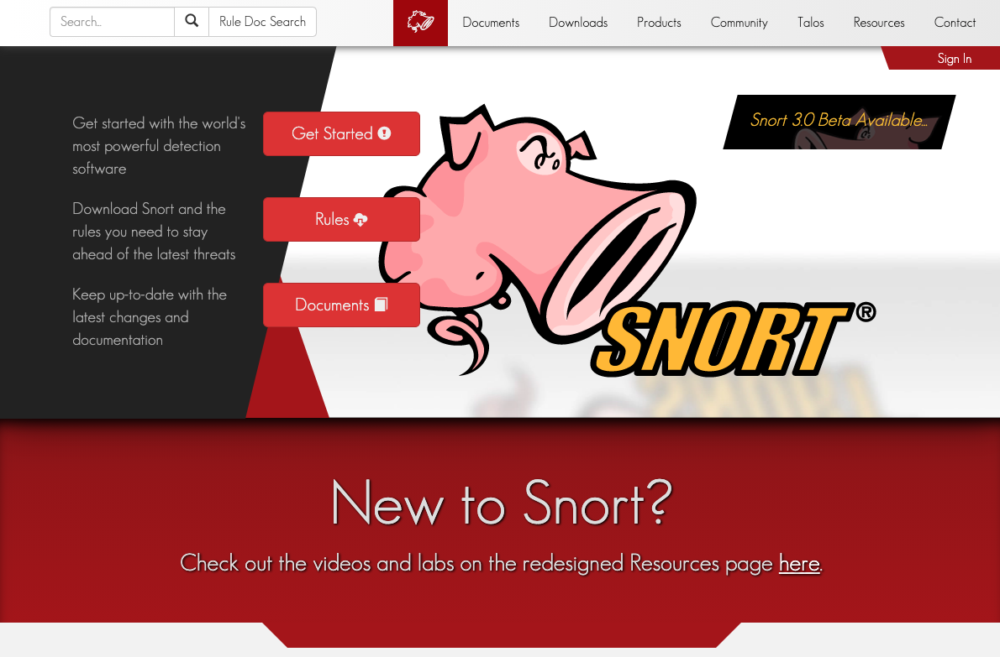 Search...
Rule Doc Search
Documents
Downloads
Products
Community
Talos
Resources
Contact
Sign In
Get started with the world's
most powerful detection
software
Get Started
Snort 3.0 Beta Available...
Download Snort and the
rules you need to stay
ahead of the latest threats
Rules
Keep up-to-date with the
latest changes and
documentation
Documents
SNORT®
New to Snort?
Check out the videos and labs on the redesigned Resources page here.